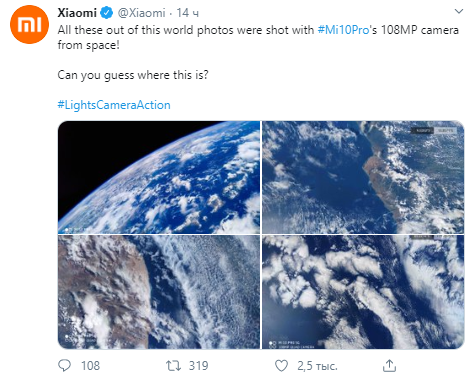 Xiaomi @Xiaomi · 14 ч
All these out of this world photos were shot with #Mi10Pro's 108MP camera
from space!
Can you guess where this is?
#LightsCameraAction
108 319 2,5 тыс.